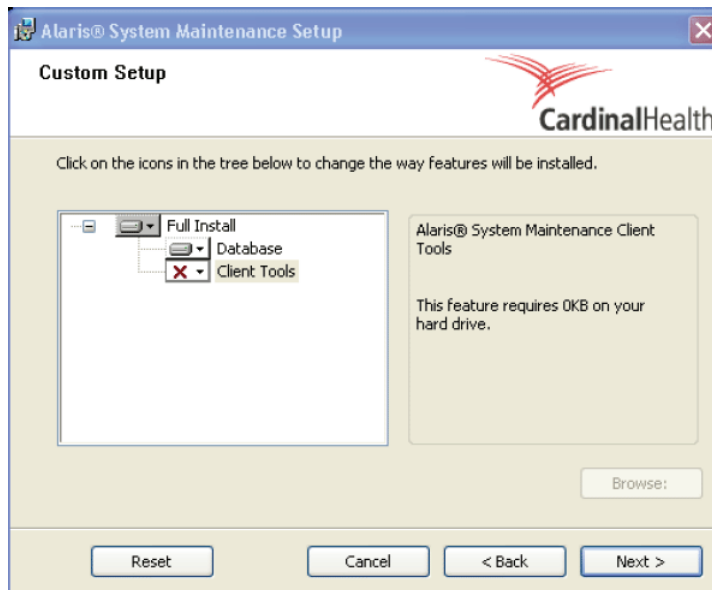 Alaris® System Maintenance Setup
Custom Setup
CardinalHealth
Click on the icons in the tree below to change the way features will be installed.
Full Install
Database
Client Tools
Alaris® System Maintenance Client
Tools
This feature requires 0KB on your
hard drive.
Browse:
Reset
Cancel
< Back
Next >